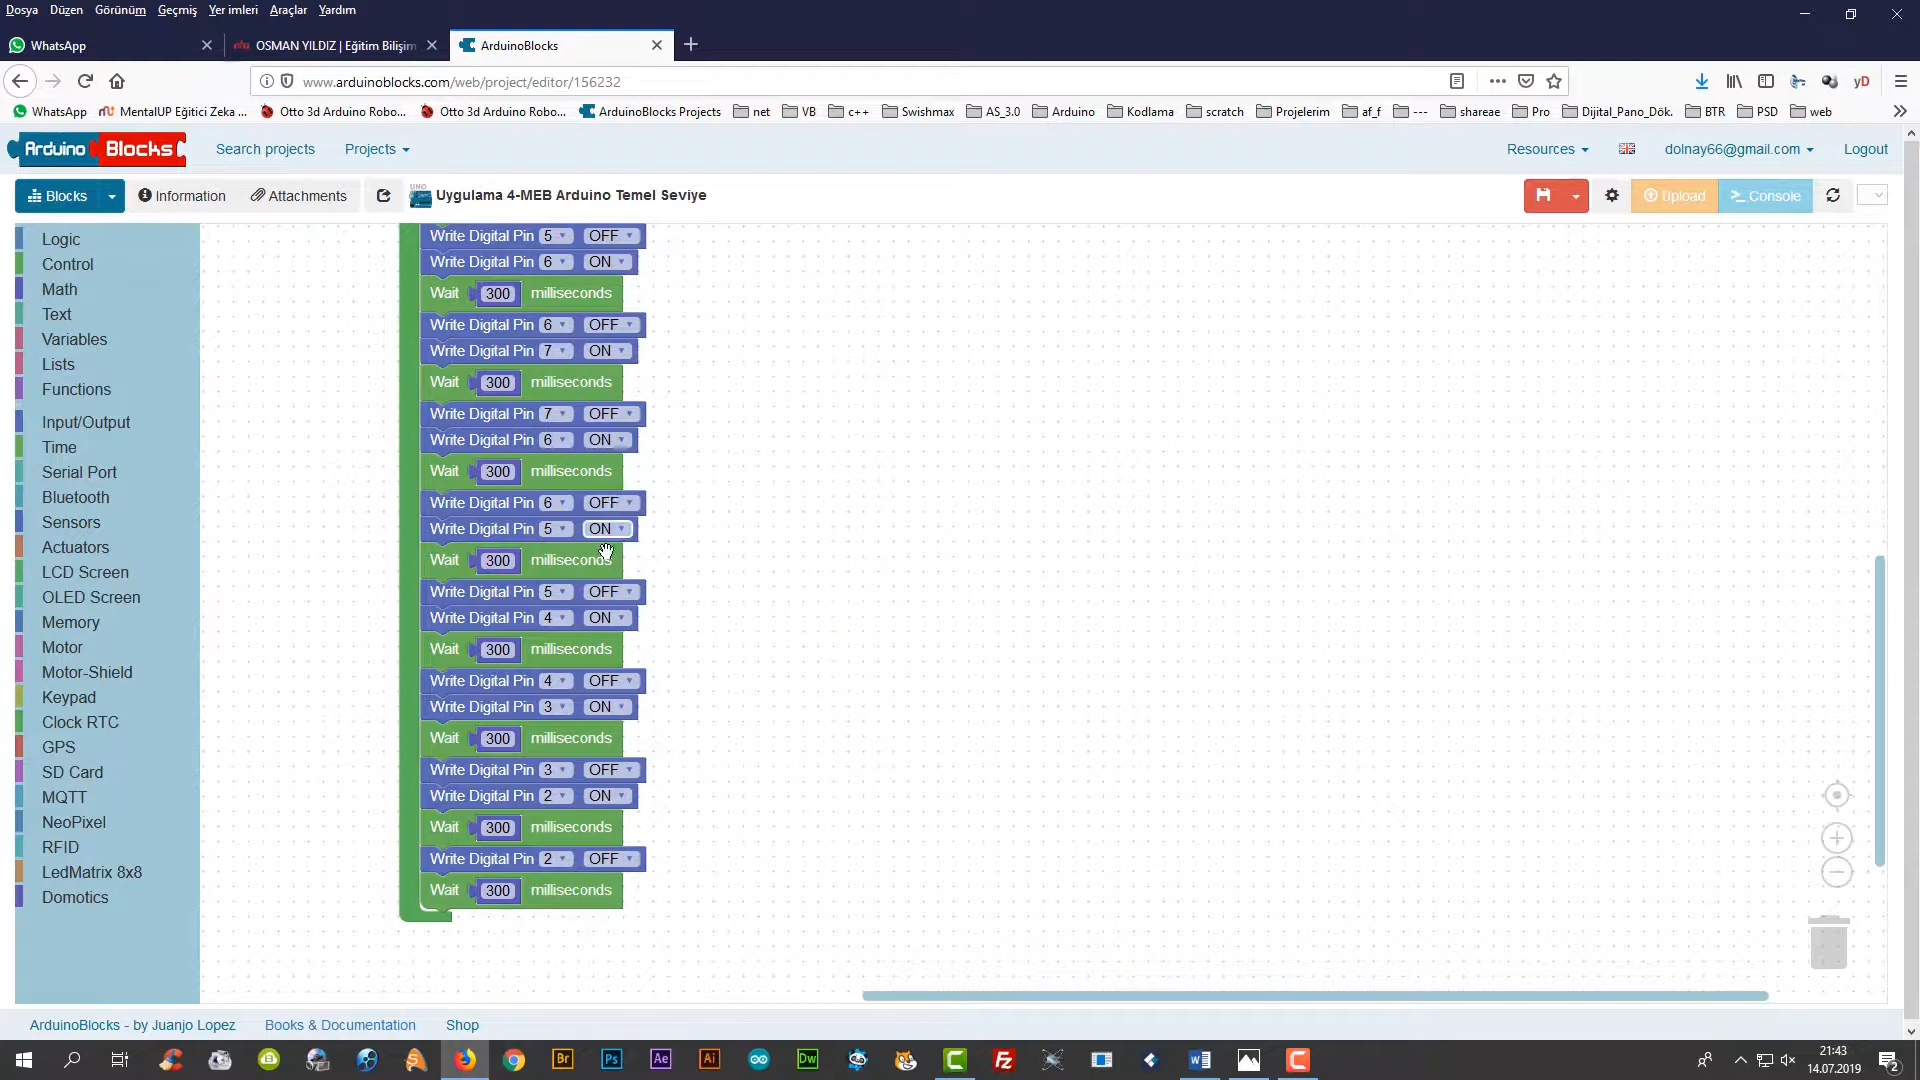 Dosya Düzen Görünüm Geçmiş Yer imleri Araçlar Yardım
WhatsApp
OSMAN YILDIZ | Eğitim Bilişim
ArduinoBlocks
www.arduinoblocks.com/web/project/editor/156232
WhatsApp
MentalUP Eğitici Zeka ...
Otto 3d Arduino Robo...
Otto 3d Arduino Robo...
ArduinoBlocks Projects
net
VB
c++
Swishmax
AS_3.0
Arduino
Kodlama
scratch
Projelerim
af_f
---
shareae
Pro
Dijital_Pano_Dök.
BTR
PSD
web
Arduino Blocks
Search projects
Projects
Resources
dolnay66@gmail.com
Logout
Blocks
Information
Attachments
UNO
Uygulama 4-MEB Arduino Temel Seviye
Upload
>_ Console
Logic
Control
Math
Text
Variables
Lists
Functions
Input/Output
Time
Serial Port
Bluetooth
Sensors
Actuators
LCD Screen
OLED Screen
Memory
Motor
Motor-Shield
Keypad
Clock RTC
GPS
SD Card
MQTT
NeoPixel
RFID
LedMatrix 8x8
Domotics
Write Digital Pin 5 OFF
Write Digital Pin 6 ON
Wait 300 milliseconds
Write Digital Pin 6 OFF
Write Digital Pin 7 ON
Wait 300 milliseconds
Write Digital Pin 7 OFF
Write Digital Pin 6 ON
Wait 300 milliseconds
Write Digital Pin 6 OFF
Write Digital Pin 5 ON
Wait 300 milliseconds
Write Digital Pin 5 OFF
Write Digital Pin 4 ON
Wait 300 milliseconds
Write Digital Pin 4 OFF
Write Digital Pin 3 ON
Wait 300 milliseconds
Write Digital Pin 3 OFF
Write Digital Pin 2 ON
Wait 300 milliseconds
Write Digital Pin 2 OFF
Wait 300 milliseconds
ArduinoBlocks - by Juanjo Lopez
Books & Documentation
Shop
Br
Ps
Ae
Ai
Dw
21:43
14.07.2019
2